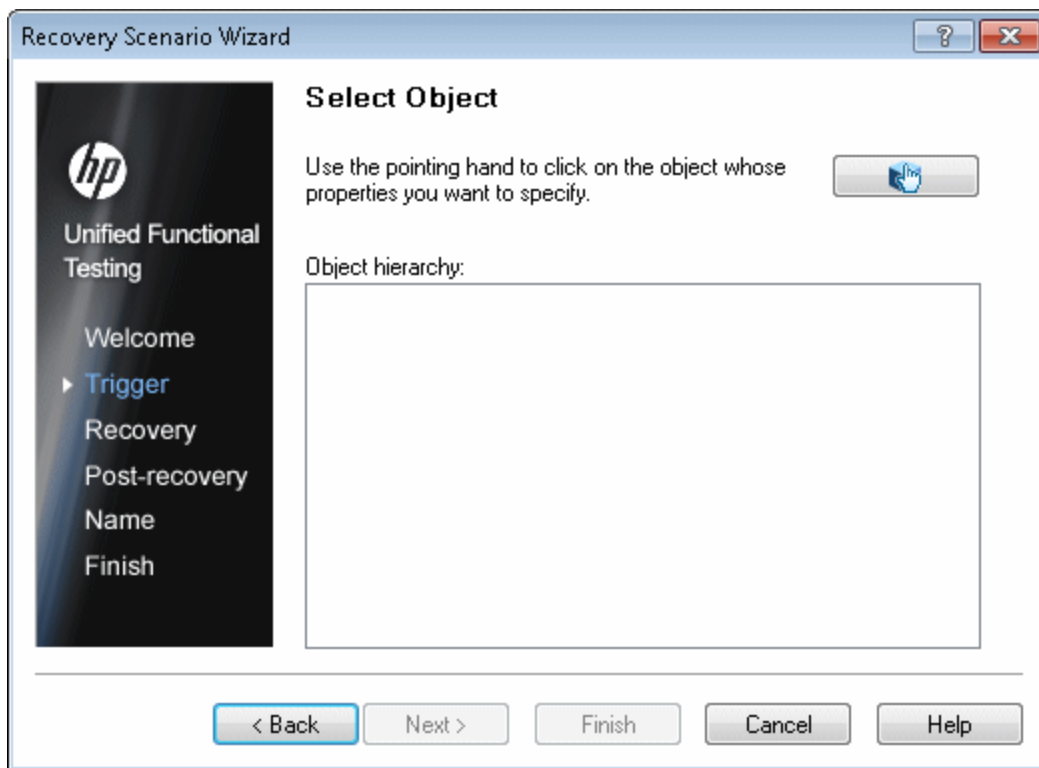 Recovery Scenario Wizard
?
hp
Unified Functional
Testing
Welcome
Trigger
Recovery
Post-recovery
Name
Finish
Select Object
Use the pointing hand to click on the object whose
properties you want to specify.
Object hierarchy:
< Back
Next >
Finish
Cancel
Help